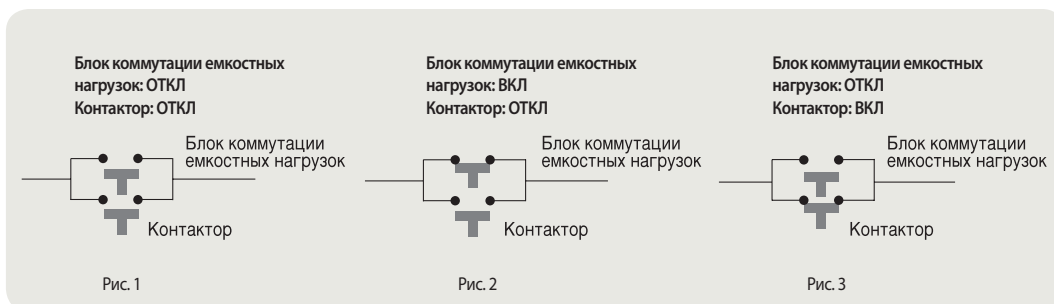 Блок коммутации емкостных
нагрузок: ОТКЛ
Контактор: ОТКЛ
Блок коммутации
емкостных нагрузок
Контактор
Рис. 1
Блок коммутации емкостных
нагрузок: ВКЛ
Контактор: ОТКЛ
Блок коммутации
емкостных нагрузок
Контактор
Рис. 2
Блок коммутации емкостных
нагрузок: ОТКЛ
Контактор: ВКЛ
Блок коммутации
емкостных нагрузок
Контактор
Рис. 3